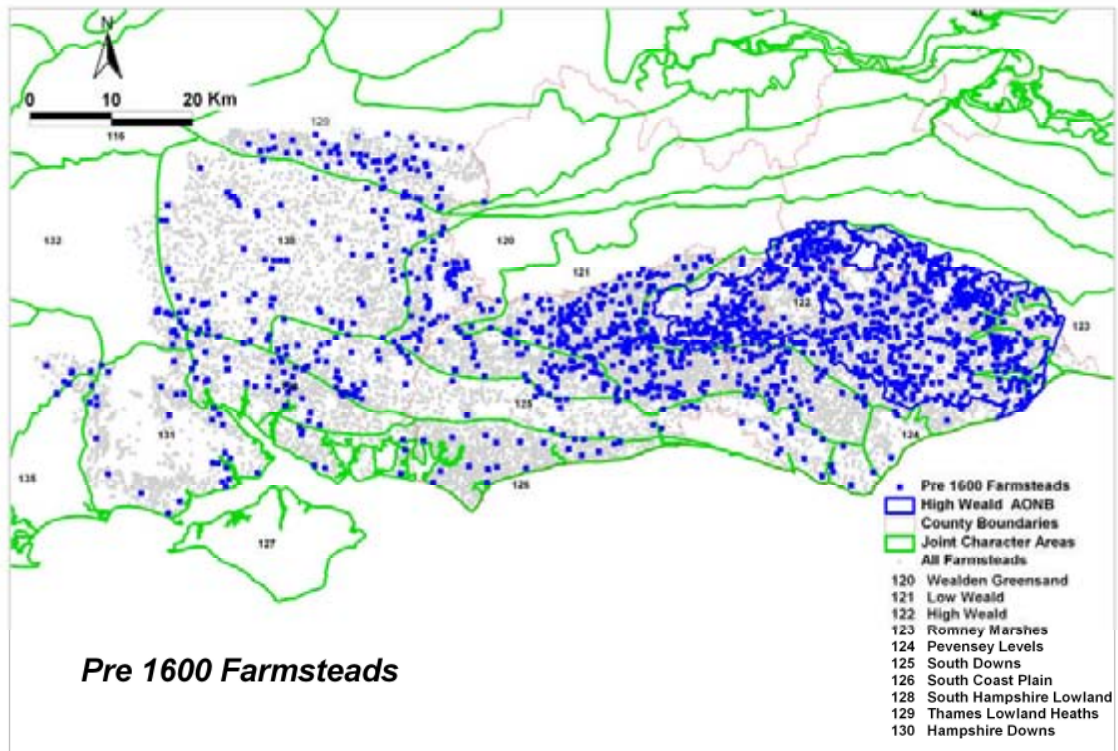 N
0 10 20 Km
116
129
132
130
120
121
122
123
125
131
124
135
126
127
Pre 1600 Farmsteads
High Weald AONB
County Boundaries
Joint Character Areas
All Farmsteads
120 Wealden Greensand
121 Low Weald
122 High Weald
123 Romney Marshes
124 Pevensey Levels
125 South Downs
126 South Coast Plain
128 South Hampshire Lowland
129 Thames Lowland Heaths
130 Hampshire Downs
Pre 1600 Farmsteads